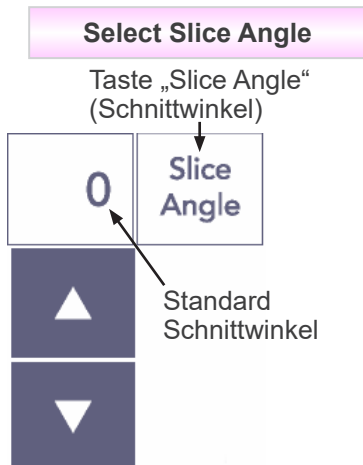 Select Slice Angle
Taste „Slice Angle“
(Schnittwinkel)
0
Slice
Angle
Standard
Schnittwinkel